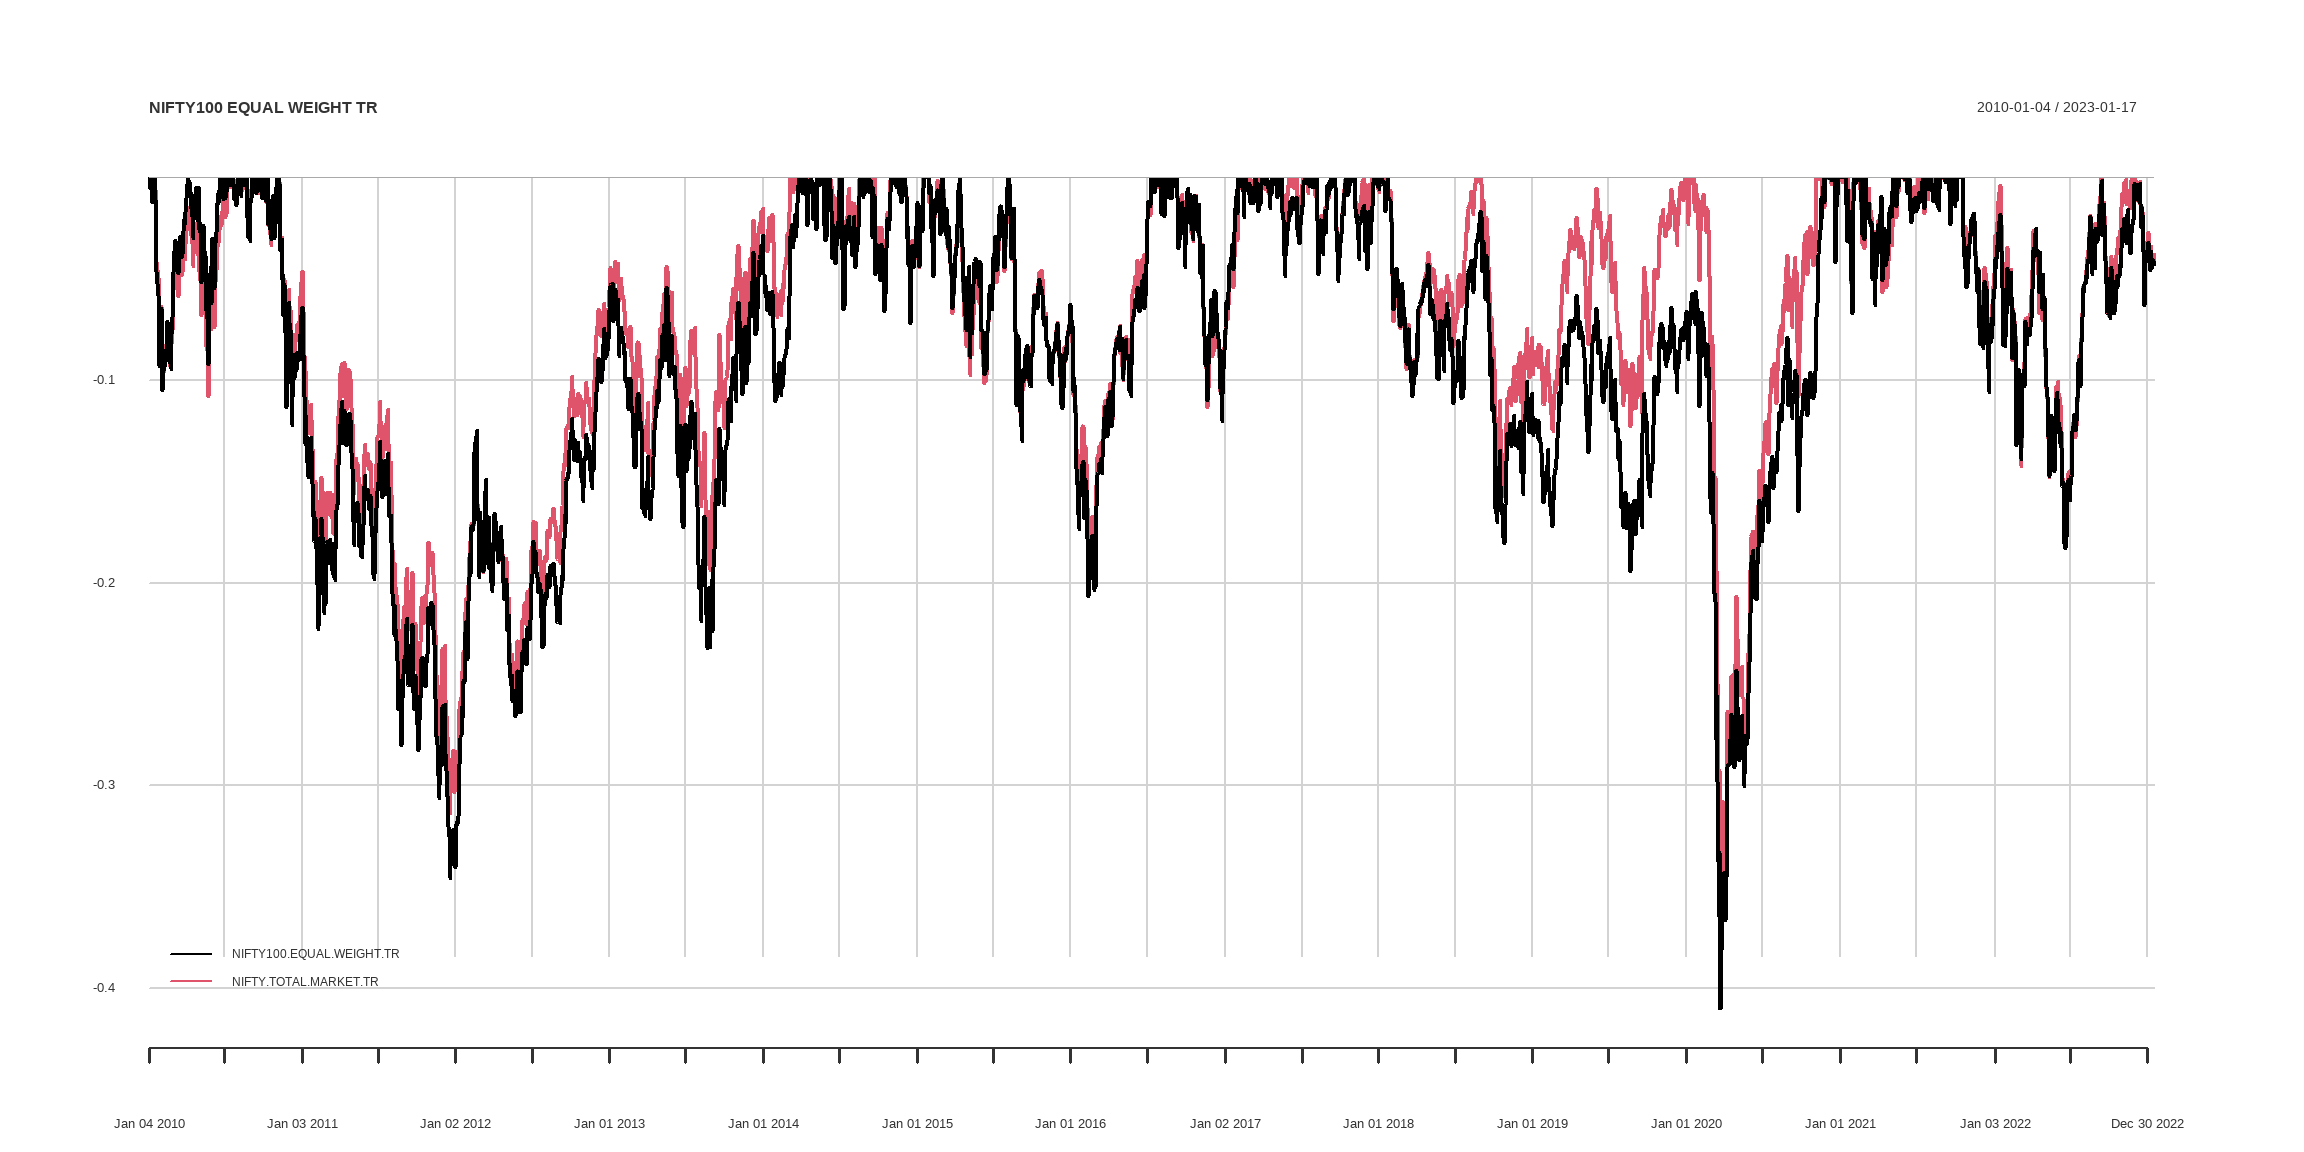 NIFTY100 EQUAL WEIGHT TR
2010-01-04 / 2023-01-17
-0.1
-0.2
-0.3
-0.4
NIFTY100.EQUAL.WEIGHT.TR
NIFTY.TOTAL.MARKET.TR
Jan 04 2010
Jan 03 2011
Jan 02 2012
Jan 01 2013
Jan 01 2014
Jan 01 2015
Jan 01 2016
Jan 02 2017
Jan 01 2018
Jan 01 2019
Jan 01 2020
Jan 01 2021
Jan 03 2022
Dec 30 2022